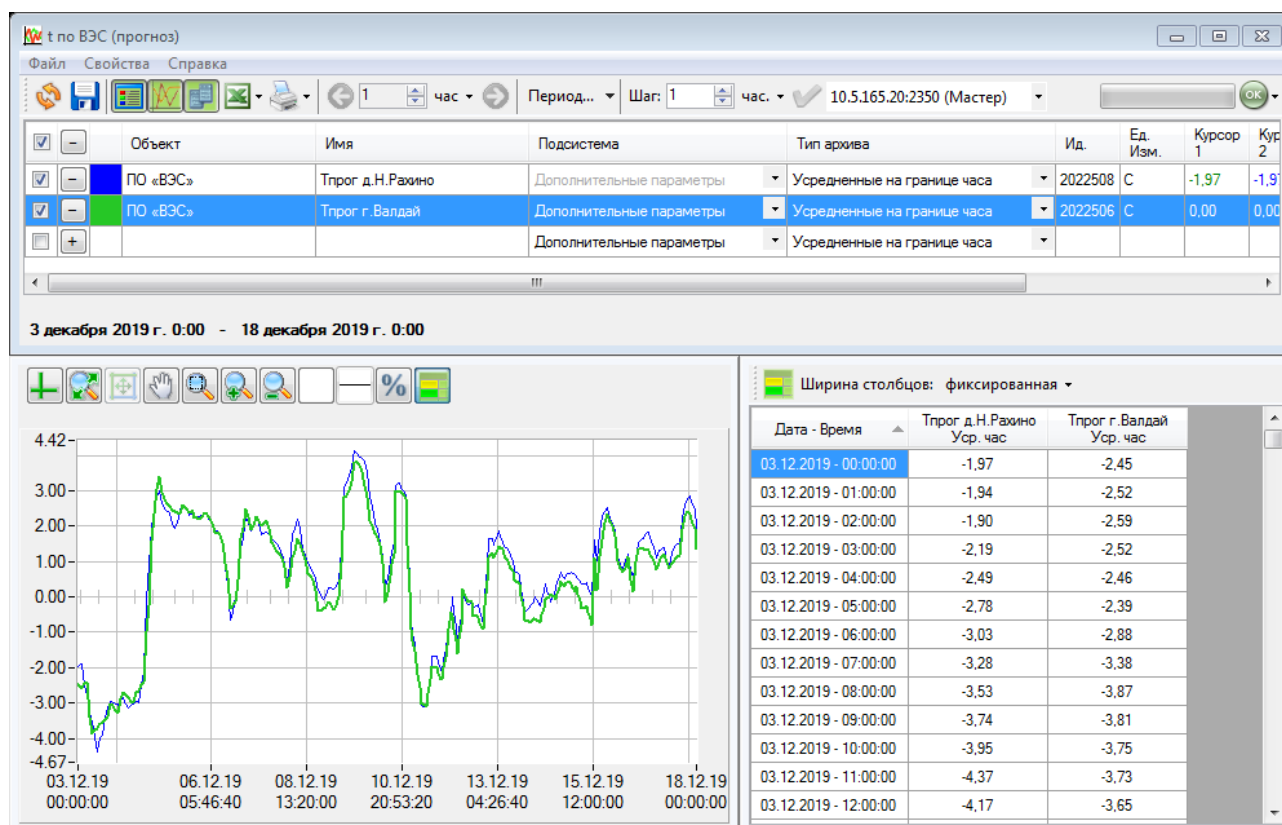 t по ВЭС (прогноз)
Файл Свойства Справка
1 час Период... Шаг: 1 час. 10.5.165.20:2350 (Мастер) OK
Объект Имя Подсистема Тип архива Ид. Ед. Изм. Курсор 1 Кур 2
ПО «ВЭС» Тпрог д.Н.Рахино Дополнительные параметры Усредненные на границе часа 2022508 С -1,97 -1,97
ПО «ВЭС» Тпрог г.Валдай Дополнительные параметры Усредненные на границе часа 2022506 С 0,00 0,00
Дополнительные параметры Усредненные на границе часа
3 декабря 2019 г. 0:00 - 18 декабря 2019 г. 0:00
%
4.42
3.00
2.00
1.00
0.00
-1.00
-2.00
-3.00
-4.00
-4.67
03.12.19 06.12.19 08.12.19 10.12.19 13.12.19 15.12.19 18.12.19
00:00:00 05:46:40 13:20:00 20:53:20 04:26:40 12:00:00 00:00:00
Ширина столбцов: фиксированная
Дата - Время Тпрог д.Н.Рахино Уср. час Тпрог г.Валдай Уср. час
03.12.2019 - 00:00:00 -1,97 -2,45
03.12.2019 - 01:00:00 -1,94 -2,52
03.12.2019 - 02:00:00 -1,90 -2,59
03.12.2019 - 03:00:00 -2,19 -2,52
03.12.2019 - 04:00:00 -2,49 -2,46
03.12.2019 - 05:00:00 -2,78 -2,39
03.12.2019 - 06:00:00 -3,03 -2,88
03.12.2019 - 07:00:00 -3,28 -3,38
03.12.2019 - 08:00:00 -3,53 -3,87
03.12.2019 - 09:00:00 -3,74 -3,81
03.12.2019 - 10:00:00 -3,95 -3,75
03.12.2019 - 11:00:00 -4,37 -3,73
03.12.2019 - 12:00:00 -4,17 -3,65